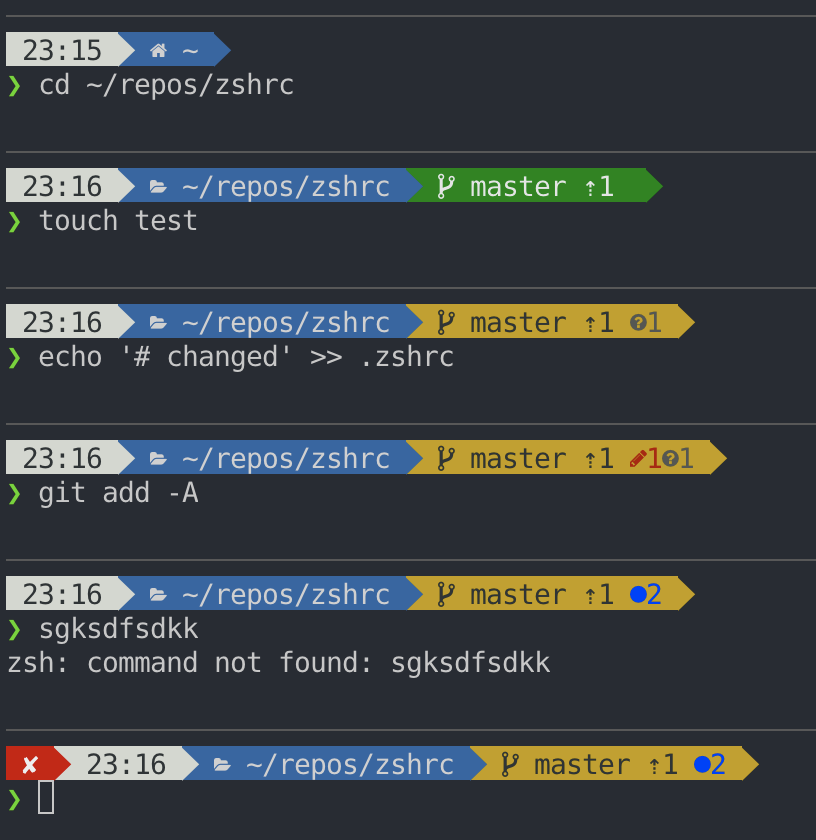 23:15 ~
❯ cd ~/repos/zshrc
23:16 ~/repos/zshrc master ⇡1
❯ touch test
23:16 ~/repos/zshrc master ⇡1 ?1
❯ echo '# changed' >> .zshrc
23:16 ~/repos/zshrc master ⇡1 1?1
❯ git add -A
23:16 ~/repos/zshrc master ⇡1 ●2
❯ sgksdfsdkk
zsh: command not found: sgksdfsdkk
✘ 23:16 ~/repos/zshrc master ⇡1 ●2
❯